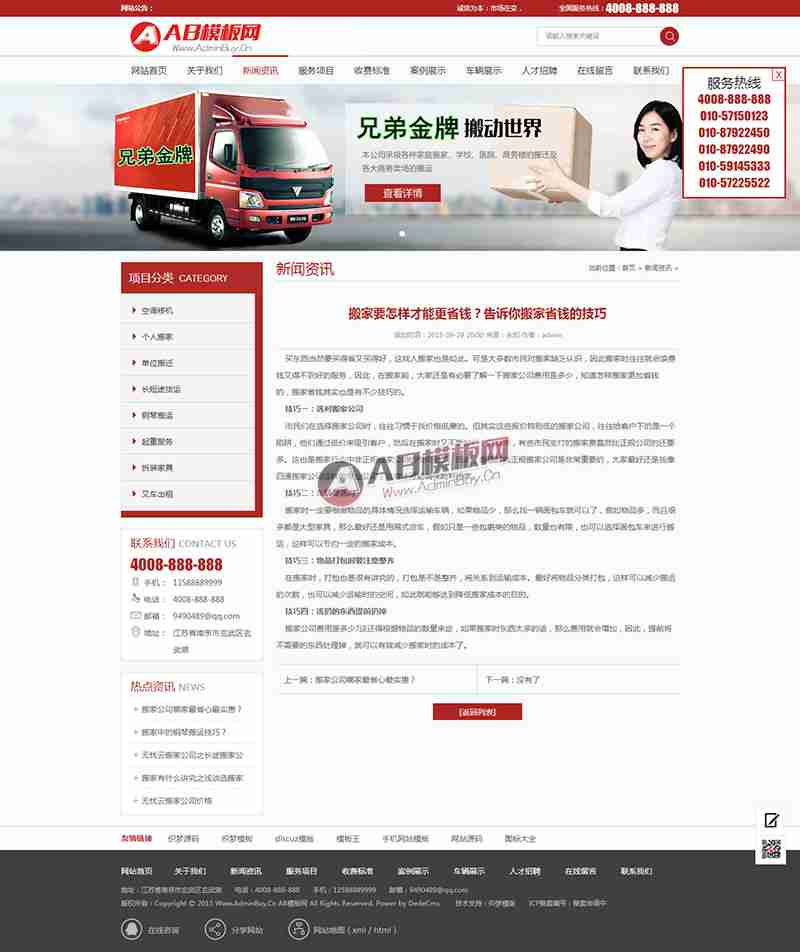 网站公告：
诚信为本：市场在变，
全国服务热线：4008-888-888
AB模板网
Www.AdminBuy.Cn
请输入搜索关键词
网站首页 关于我们 新闻资讯 服务项目 收费标准 案例展示 车辆展示 人才招聘 在线留言 联系我们
X
服务热线
4008-888-888
010-57150123
010-87922450
010-87922490
010-59145333
010-57225522
兄弟金牌
兄弟金牌 搬动世界
本公司承接各种家庭搬家、学校、医院、商务楼的搬迁及
各大商务卖场的搬运
查看详情
项目分类 CATEGORY
空调移机
个人搬家
单位搬迁
长短途货运
钢琴搬运
起重服务
拆装家具
叉车出租
联系我们 CONTACT US
4008-888-888
手机： 13588889999
电话： 4008-888-888
邮箱： 9490489@qq.com
地址： 江苏省南京市玄武区玄
武湖
热点资讯 NEWS
+ 搬家公司哪家最省心最实惠？
+ 搬家中的钢琴搬运技巧？
+ 无忧云搬家公司之长途搬家公
+ 搬家有什么讲究之浅谈选搬家
+ 无忧云搬家公司价格
新闻资讯
当前位置：首页 > 新闻资讯 >
搬家要怎样才能更省钱？告诉你搬家省钱的技巧
买东西当然要买得省又买得好，这找人搬家也是如此。可是大多数市民对搬家缺乏认识，因此搬家时往往就会浪费
钱又得不到好的服务，因此，在搬家前，大家还是有必要了解一下搬家公司费用是多少，知道怎样搬家更加省钱
的，搬家省钱其实也是有不少技巧的。
技巧一：选对搬家公司
市民们在选择搬家公司时，往往习惯于找价格低廉的。但其实这些报价特别低的搬家公司，往往给客户下的是一个
陷阱，他们通过低价来吸引客户，然后在搬家时又
有些市民支付的搬家费竟然比正规公司的还要
多。这也是搬家行业中非正规
正规搬家公司是非常重要的，大家最好还是找像
四通搬家公司
AB模板网
Www.AdminBuy.Cn
技巧二：
搬家时一定要根据物品的具体情况选择运输车辆，如果物品少，那么找一辆面包车就可以了，假如物品多，而且很
多都是大型家具，那么最好还是用厢式货车，假如只是一些包裹类的物品，数量也有限，也可以选择面包车来进行搬
运，这样可以节约一定的搬家成本。
技巧三：物品打包时要注意整齐
在搬家时，打包也是很有讲究的，打包是不是整齐，将关系到运输成本。最好将物品分类打包，这样可以减少搬运
的次数，也可以减少运输时的空间，如此就能够达到降低搬家成本的目的。
技巧四：该扔的东西提前扔掉
搬家公司费用是多少?这还得根据物品的数量来定，如果搬家时东西太多的话，那么费用就会增加，因此，提前将
不需要的东西处理掉，就可以有效减少搬家时的成本了。
上一篇：搬家公司哪家最省心最实惠？
下一篇：没有了
[返回列表]
友情链接 织梦源码 织梦模板 discuz模板 模板王 手机网站模板 网站源码 图标大全
网站首页 关于我们 新闻资讯 服务项目 收费标准 案例展示 车辆展示 人才招聘 在线留言 联系我们
地址：江苏省南京市玄武区玄武湖 电话：4008-888-888 手机：13588889999 邮箱：9490489@qq.com
版权所有：Copyright © 2015 Www.AdminBuy.Cn AB模板网 All Rights Reserved. Power by DedeCms 技术支持：织梦模板 ICP备案编号：备案申请中
在线咨询 分享网站 网站地图 ( xml / html )